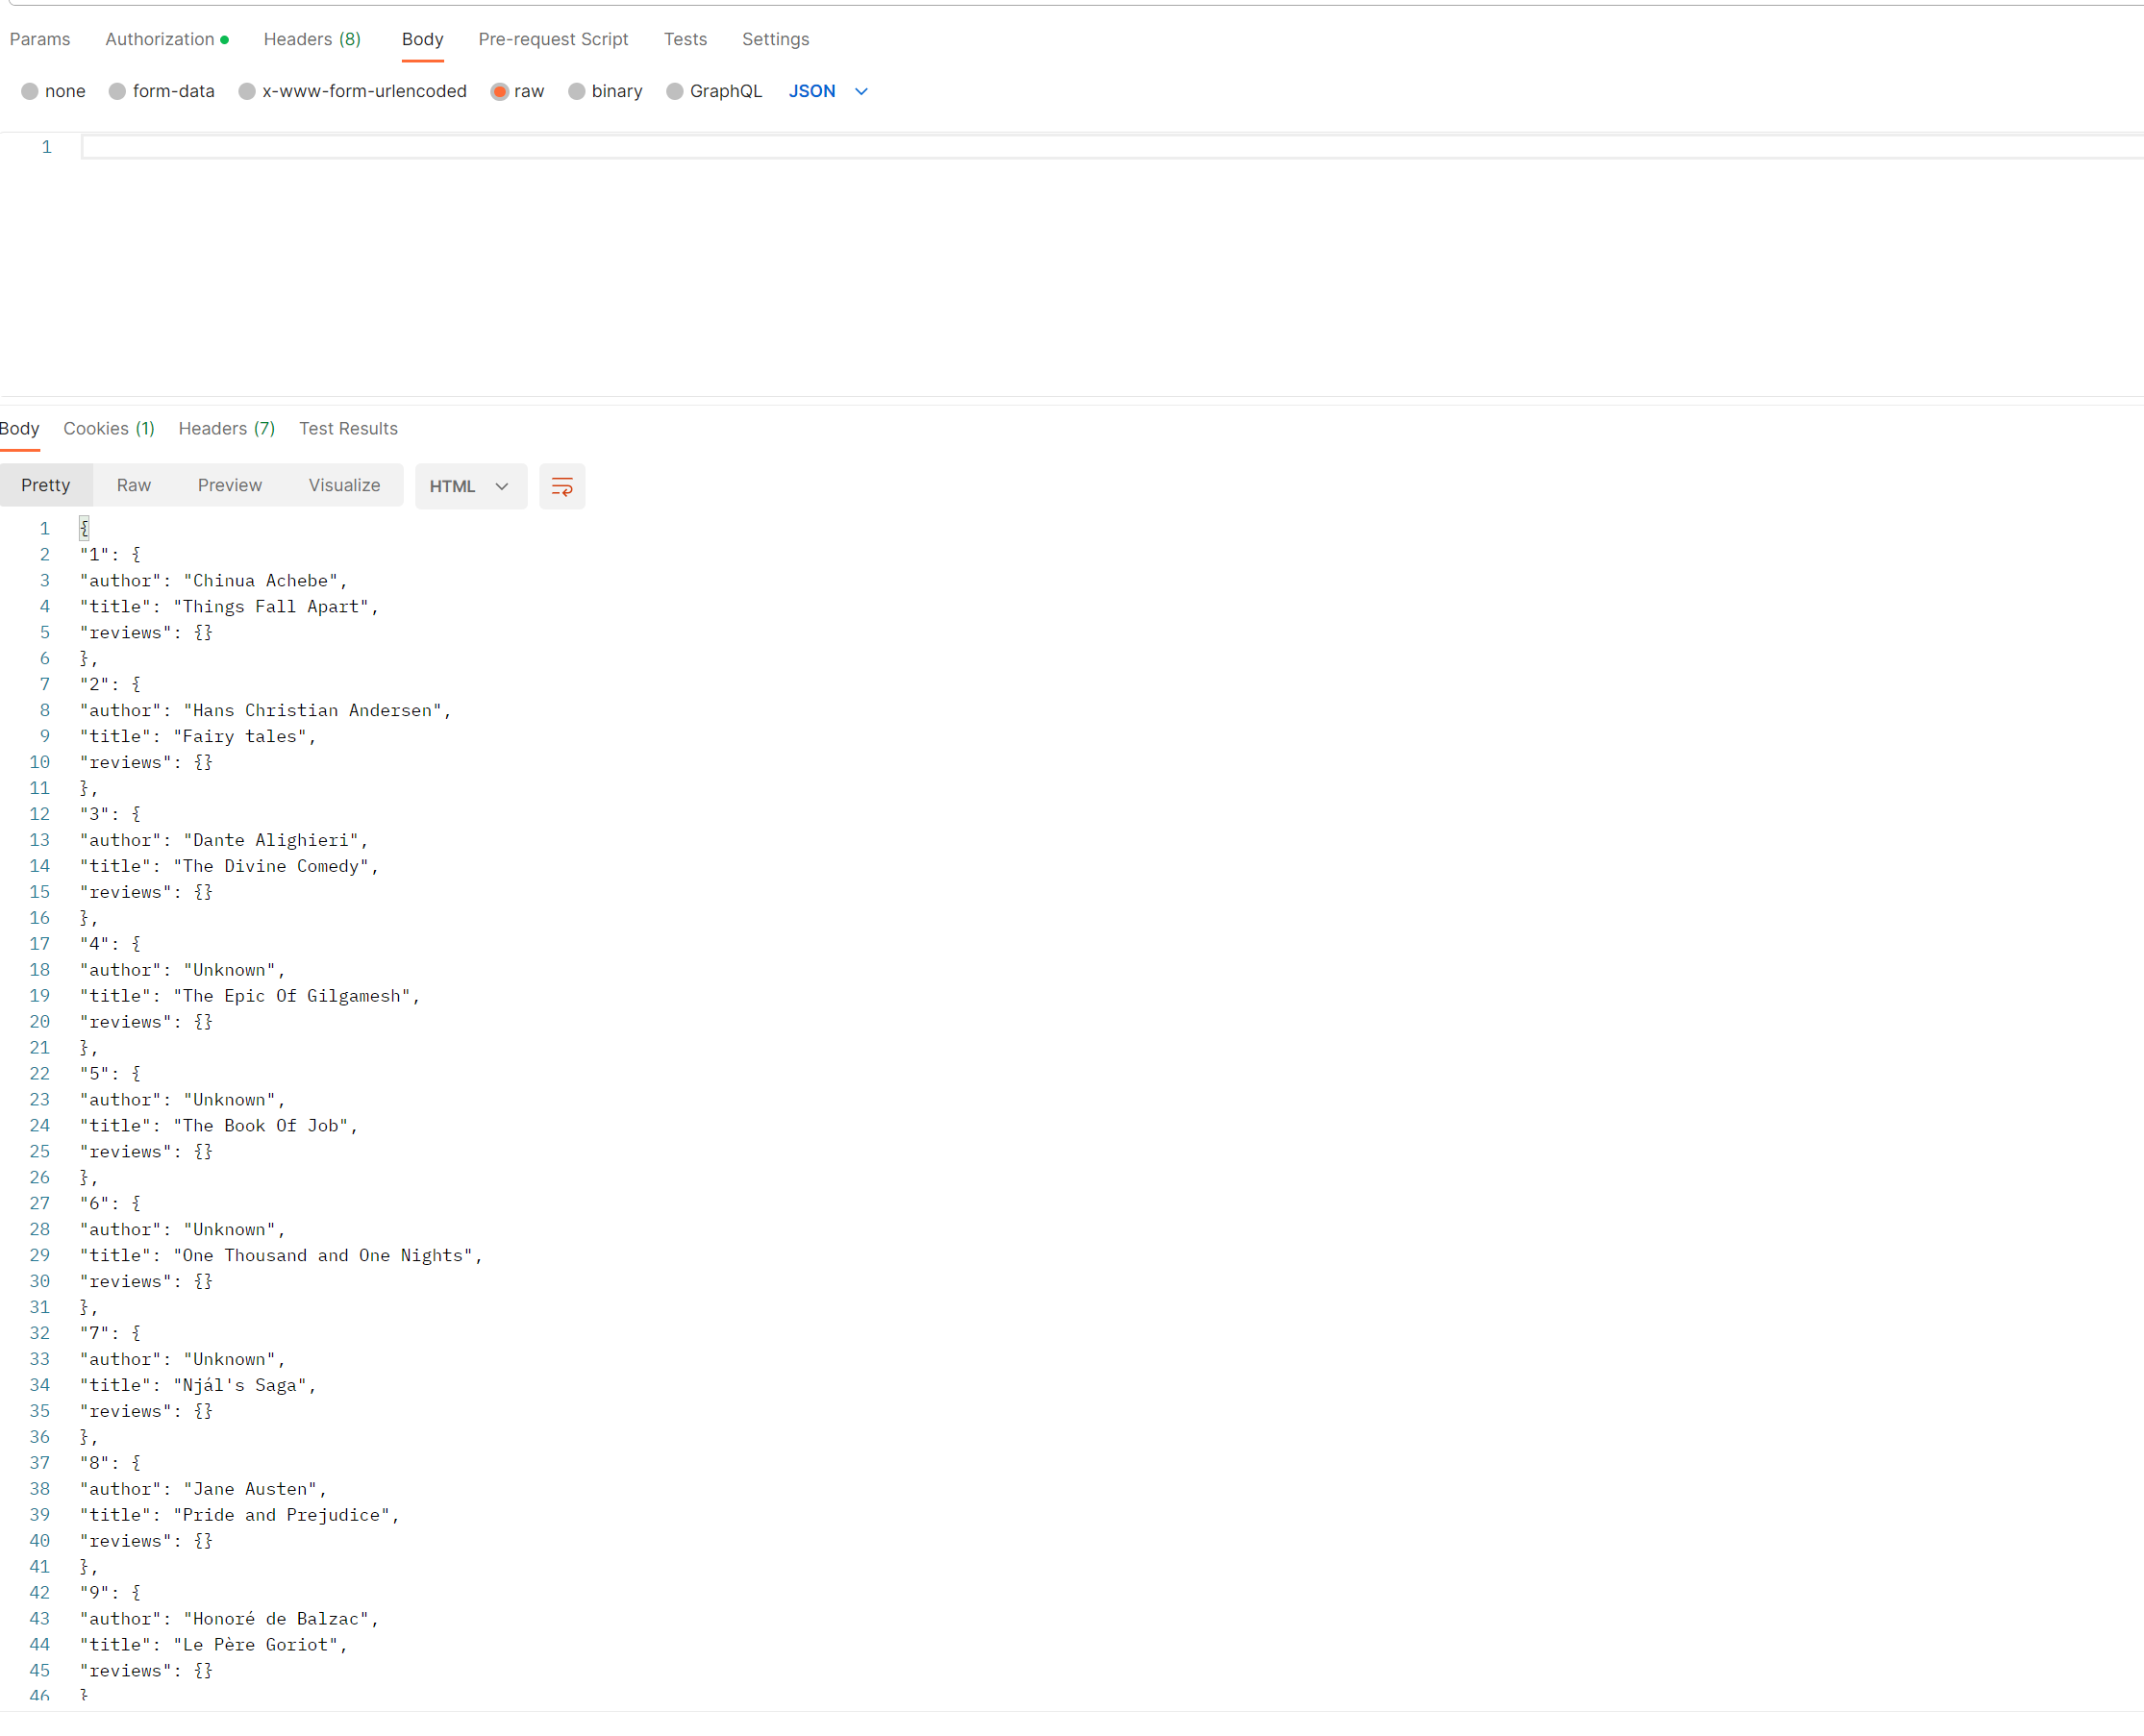 Params Authorization Headers (8) Body Pre-request Script Tests Settings
none form-data x-www-form-urlencoded raw binary GraphQL JSON
1
Body Cookies (1) Headers (7) Test Results
Pretty Raw Preview Visualize HTML
1 {
2 "1": {
3 "author": "Chinua Achebe",
4 "title": "Things Fall Apart",
5 "reviews": {}
6 },
7 "2": {
8 "author": "Hans Christian Andersen",
9 "title": "Fairy tales",
10 "reviews": {}
11 },
12 "3": {
13 "author": "Dante Alighieri",
14 "title": "The Divine Comedy",
15 "reviews": {}
16 },
17 "4": {
18 "author": "Unknown",
19 "title": "The Epic Of Gilgamesh",
20 "reviews": {}
21 },
22 "5": {
23 "author": "Unknown",
24 "title": "The Book Of Job",
25 "reviews": {}
26 },
27 "6": {
28 "author": "Unknown",
29 "title": "One Thousand and One Nights",
30 "reviews": {}
31 },
32 "7": {
33 "author": "Unknown",
34 "title": "Njál's Saga",
35 "reviews": {}
36 },
37 "8": {
38 "author": "Jane Austen",
39 "title": "Pride and Prejudice",
40 "reviews": {}
41 },
42 "9": {
43 "author": "Honoré de Balzac",
44 "title": "Le Père Goriot",
45 "reviews": {}
46 }